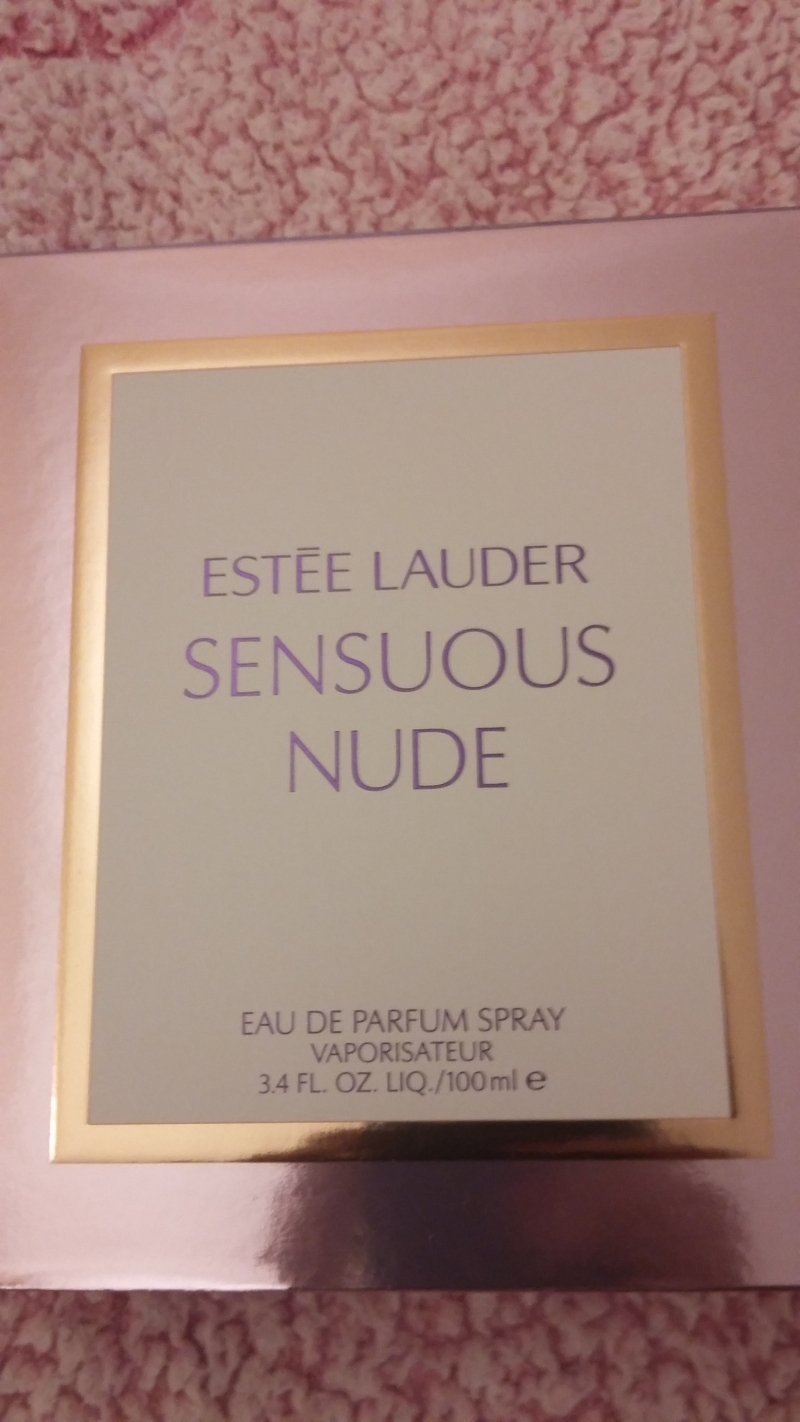 ESTĒE LAUDER
SENSUOUS
NUDE
EAU DE PARFUM SPRAY
VAPORISATEUR
3.4 FL. OZ. LIQ./100ml e